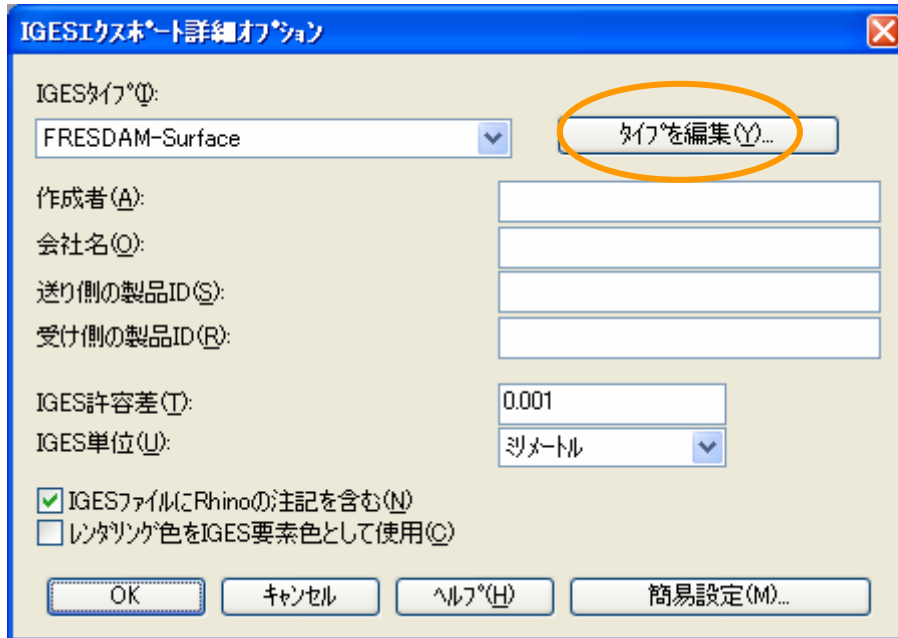 IGESエクスポート詳細オプション
IGESタイプ(I):
FRESDAM-Surface
タイプを編集(Y)...
作成者(A):
会社名(O):
送り側の製品ID(S):
受け側の製品ID(R):
IGES許容差(T):
0.001
IGES単位(U):
ミリメートル
IGESファイルにRhinoの注記を含む(N)
レンダリング色をIGES要素色として使用(C)
OK
キャンセル
ヘルプ(H)
簡易設定(M)...